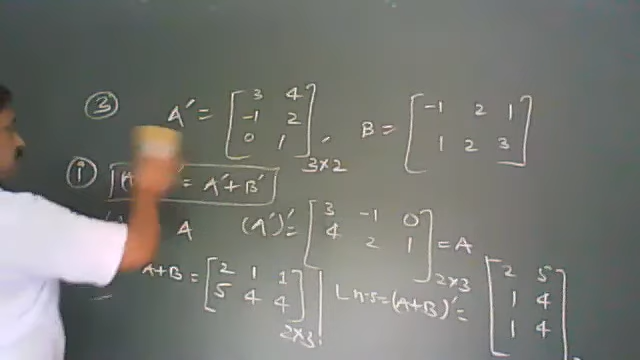 ③ A' = [3 4; -1 2; 0 1], 3×2 B = [-1 2 1; 1 2 3]
(i) = A' + B'
A (A')' = [3 -1 0; 4 2 1] 2×3 = A
A+B = [2 1 1; 5 4 4] 2×3 L.H.S = (A+B)' = [2 5; 1 4; 1 4]